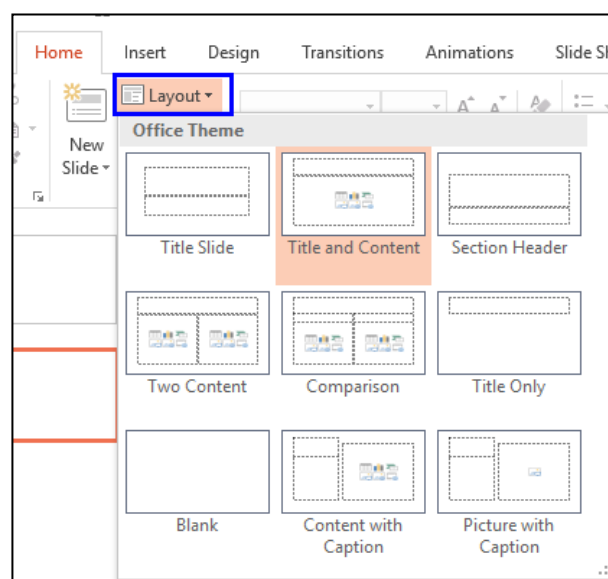 Home Insert Design Transitions Animations Slide
Layout
New
Slide
Office Theme
Title Slide Title and Content Section Header
Two Content Comparison Title Only
Blank Content with Picture with
Caption Caption